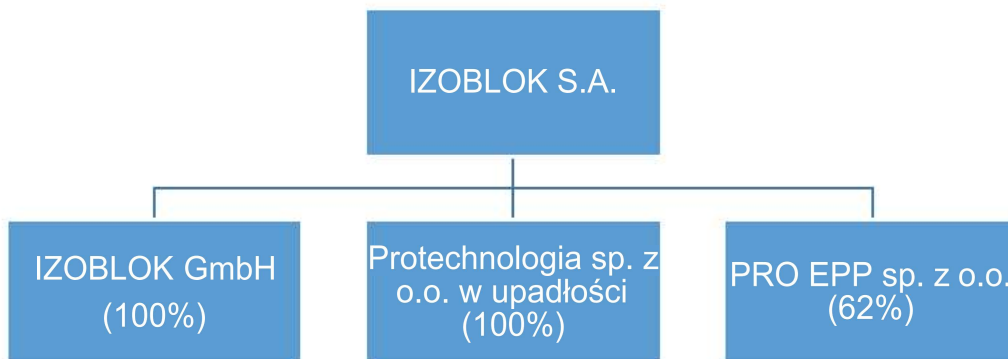 IZOBLOK S.A.
IZOBLOK GmbH
(100%)
Protechnologia sp. z
o.o. w upadłości
(100%)
PRO EPP sp. z o.o.
(62%)